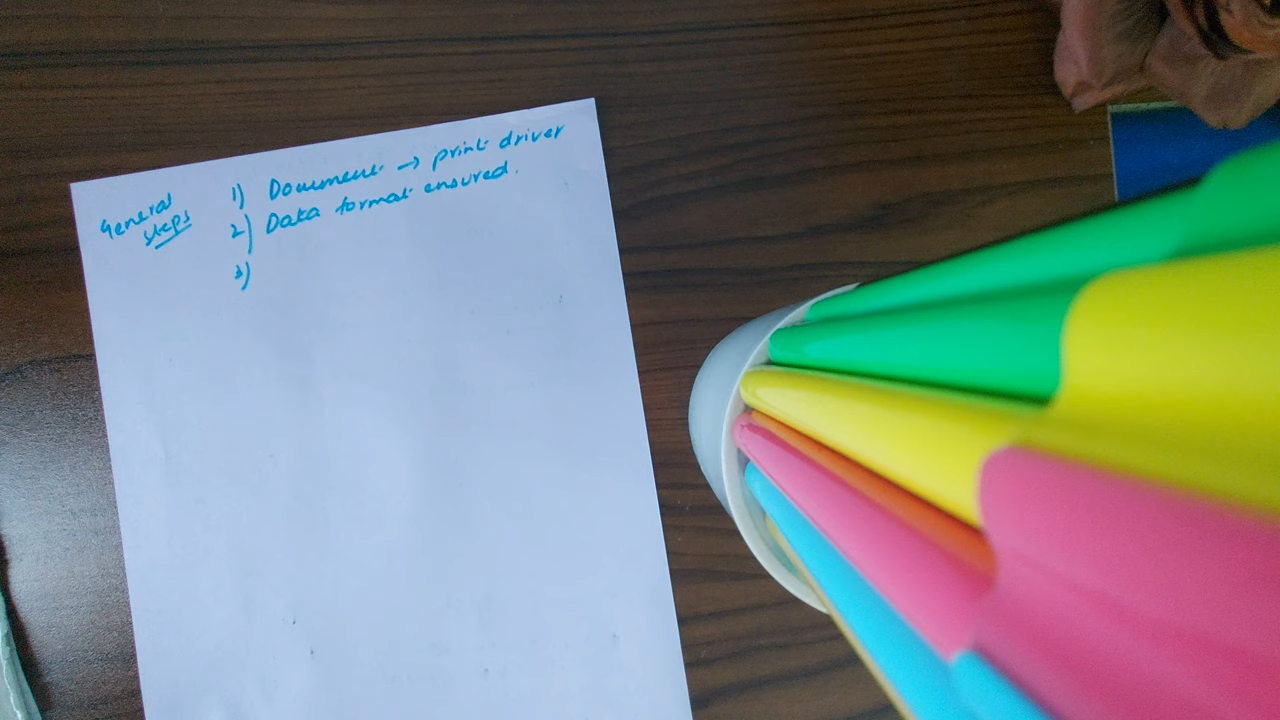 General steps
1) Document → print driver
2) Data format ensured.
3)